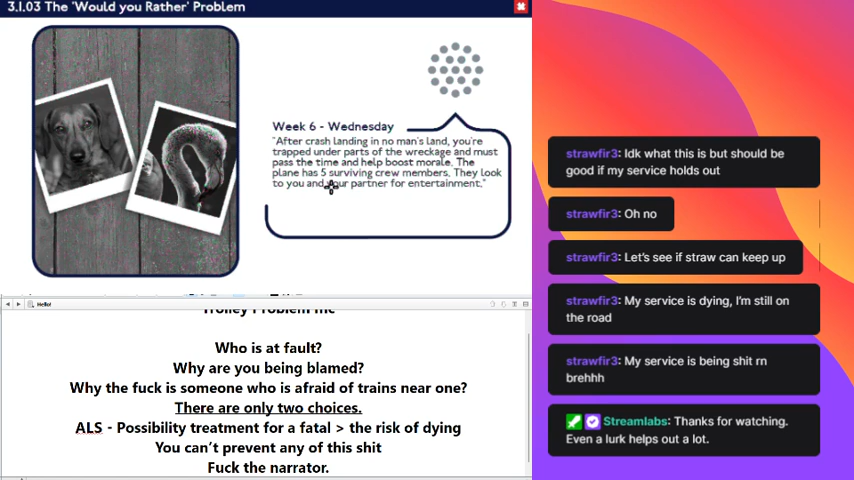 3.1.03 The 'Would you Rather' Problem
Week 6 - Wednesday
"After crash landing in no man's land, you're
trapped under parts of the wreckage and must
pass the time and help boost morale. The
plane has 5 surviving crew members. They look
to you and your partner for entertainment."
Hello!
Trolley Problem Inc
Who is at fault?
Why are you being blamed?
Why the fuck is someone who is afraid of trains near one?
There are only two choices.
ALS - Possibility treatment for a fatal > the risk of dying
You can't prevent any of this shit
Fuck the narrator.
strawfir3: Idk what this is but should be
good if my service holds out
strawfir3: Oh no
strawfir3: Let's see if straw can keep up
strawfir3: My service is dying, I'm still on
the road
strawfir3: My service is being shit rn
brehhh
Streamlabs: Thanks for watching.
Even a lurk helps out a lot.